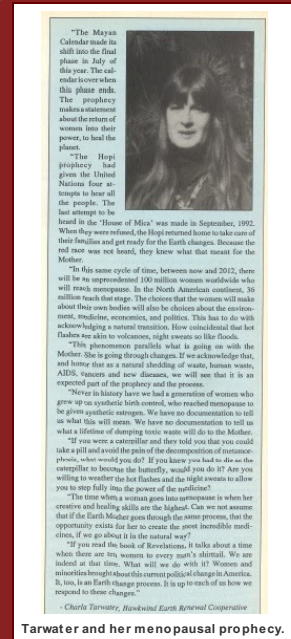 "The Mayan
Calendar made its
shift into the final
phase in July of
this year. The cal-
endar is over when
this phase ends.
The prophecy
makes a statement
about the return of
women into their
power, to heal the
planet.
"The Hopi
prophecy had
given the United
Nations four at-
tempts to hear all
the people. The
last attempt to be
heard in the 'House of Mica' was made in September, 1992.
When they were refused, the Hopi returned home to take care of
their families and get ready for the Earth changes. Because the
red race was not heard, they knew what that meant for the
Mother.
"In this same cycle of time, between now and 2012, there
will be an unprecedented 100 million women worldwide who
will reach menopause. In the North American continent, 36
million reach that stage. The choices that the women will make
about their own bodies will also be choices about the environ-
ment, medicine, economics, and politics. This has to do with
acknowledging a natural transition. How coincidental that hot
flashes are akin to volcanoes, night sweats so like floods.
"This phenomenon parallels what is going on with the
Mother. She is going through changes. If we acknowledge that,
and honor that as a natural shedding of waste, human waste,
AIDS, cancers and new diseases, we will see that it is an
expected part of the prophecy and the process.
"Never in history have we had a generation of women who
grew up on synthetic birth control, who reached menopause to
be given synthetic estrogen. We have no documentation to tell
us what this will mean. We have no documentation to tell us
what a lifetime of dumping toxic waste will do to the Mother.
"If you were a caterpillar and they told you that you could
take a pill and avoid the pain of the decomposition of metamor-
phosis, what would you do? If you knew you had to die as the
caterpillar to become the butterfly, would you do it? Are you
willing to weather the hot flashes and the night sweats to allow
you to step fully into the power of the medicine?
"The time when a woman goes into menopause is when her
creative and healing skills are the highest. Can we not assume
that if the Earth Mother goes through the same process, that the
opportunity exists for her to create the most incredible medi-
cines, if we go about it in the natural way?
"If you read the book of Revelations, it talks about a time
when there are ten women to every man's shirttail. We are
indeed at that time. What will we do with it? Women and
minorities brought about this current political change in America.
It, too, is an Earth change process. It is up to each of us how we
respond to these changes."
- Charla Tarwater, Hawkwind Earth Renewal Cooperative
Tarwater and her menopausal prophecy.